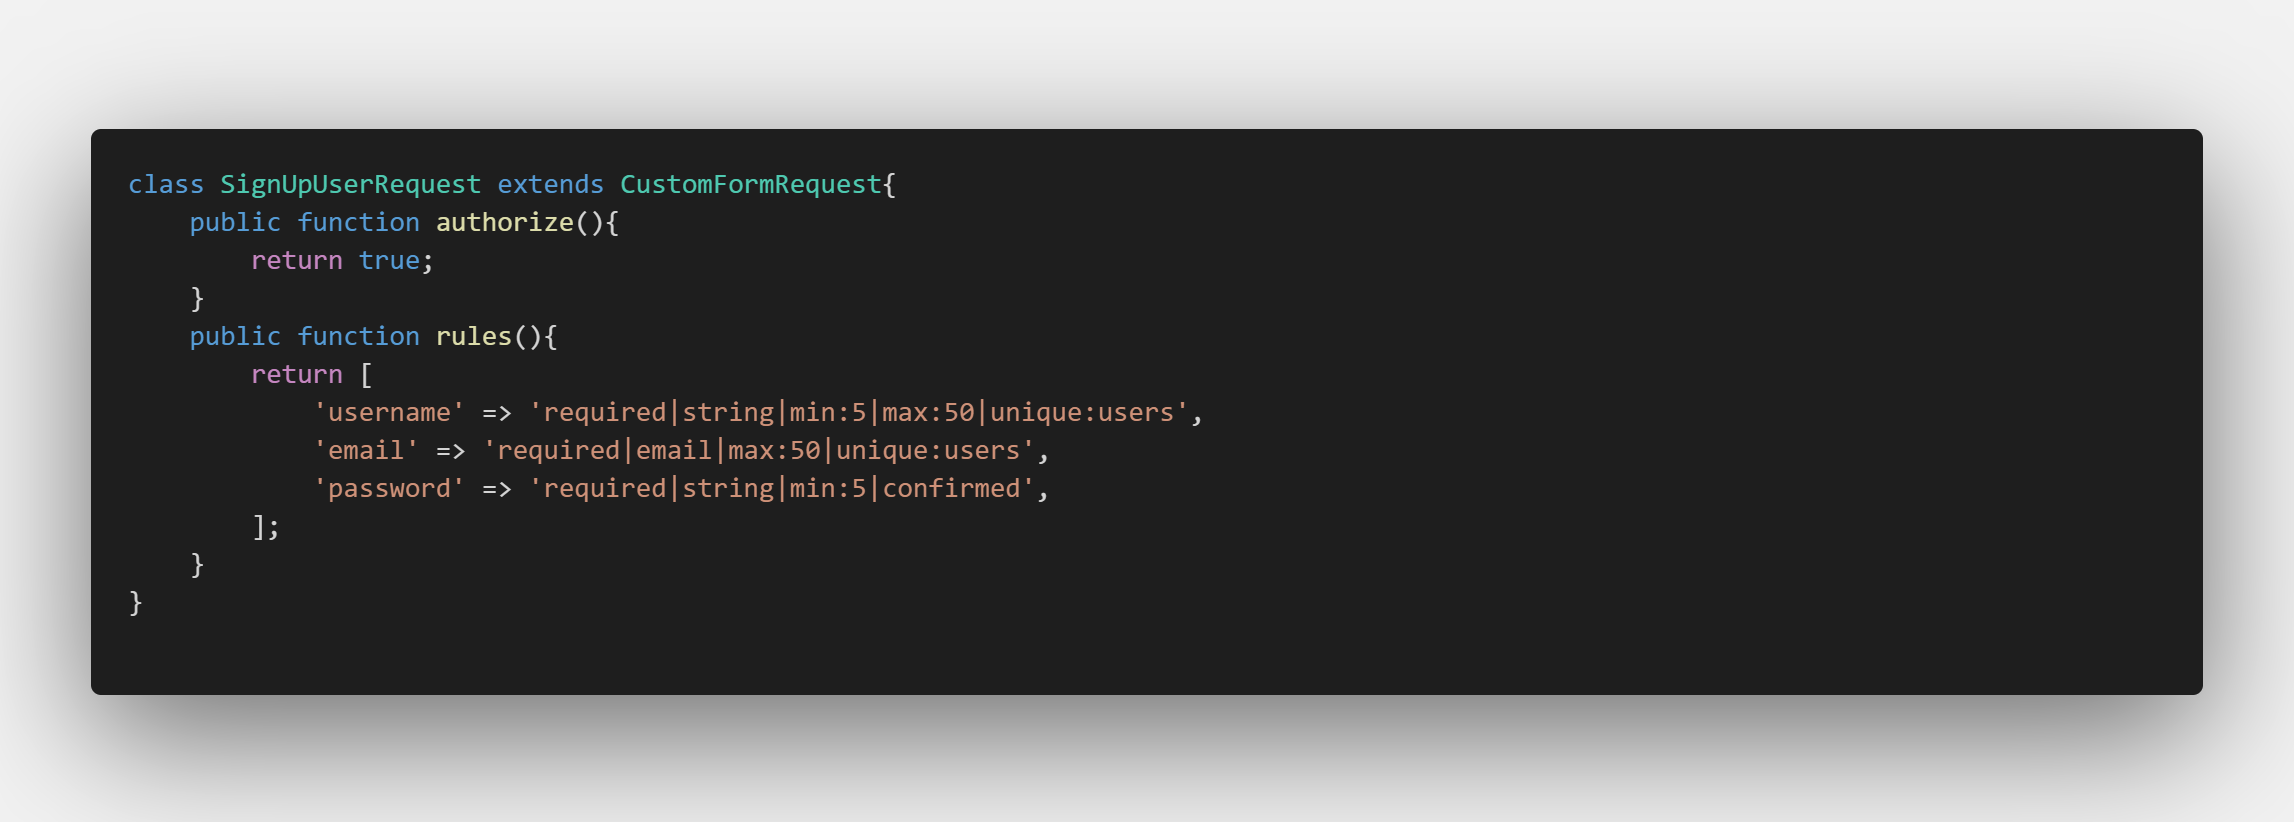 class SignUpUserRequest extends CustomFormRequest{
    public function authorize(){
        return true;
    }
    public function rules(){
        return [
            'username' => 'required|string|min:5|max:50|unique:users',
            'email' => 'required|email|max:50|unique:users',
            'password' => 'required|string|min:5|confirmed',
        ];
    }
}